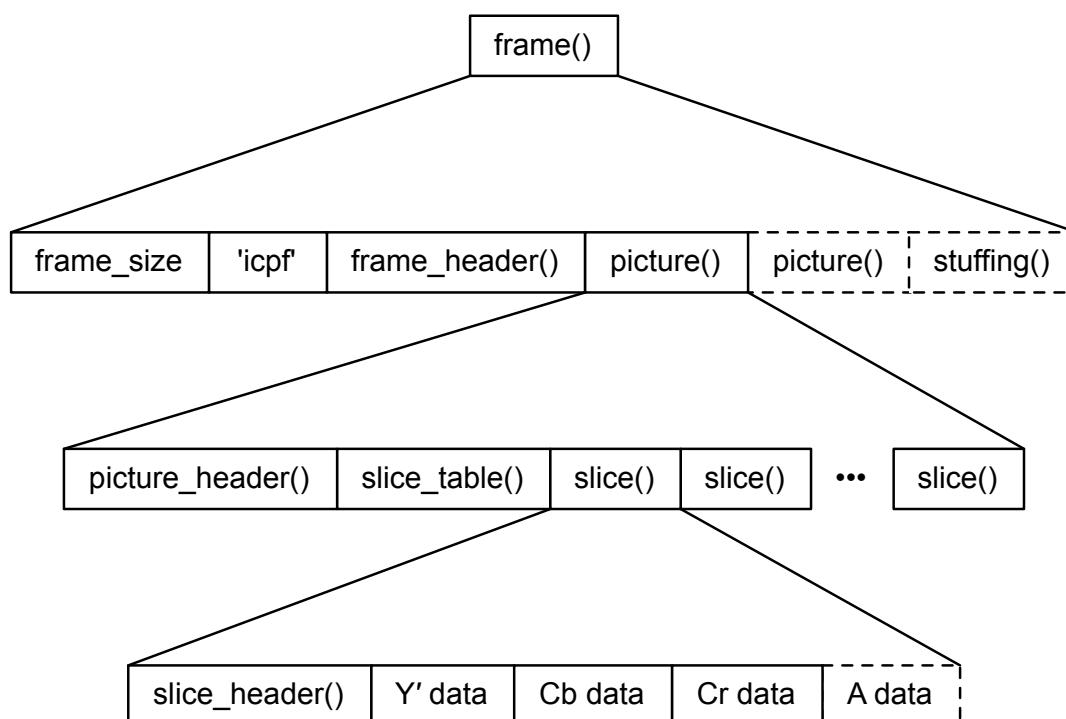 frame()
frame_size 'icpf' frame_header() picture() picture() stuffing()
picture_header() slice_table() slice() slice() ••• slice()
slice_header() Y′ data Cb data Cr data A data